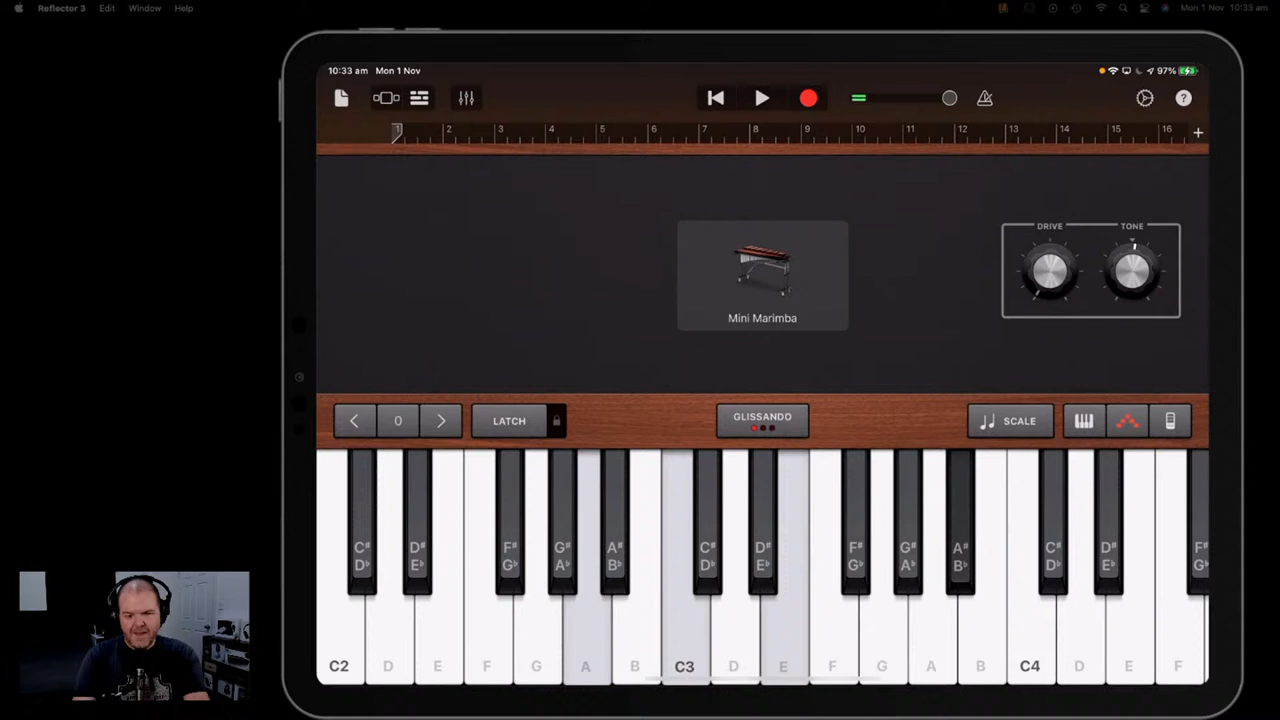 Reflector 3 Edit Window Help Mon 1 Nov 10:33 am
10:33 am Mon 1 Nov 97%
1 2 3 4 5 6 7 8 9 10 11 12 13 14 15 16 +
DRIVE TONE
Mini Marimba
0 LATCH GLISSANDO SCALE
C♯ D♯ F♯ G♯ A♯ C♯ D♯ F♯ G♯ A♯ C♯ D♯ F♯
D♭ E♭ G♭ A♭ B♭ D♭ E♭ G♭ A♭ B♭ D♭ E♭ G♭
C2 D E F G A B C3 D E F G A B C4 D E F